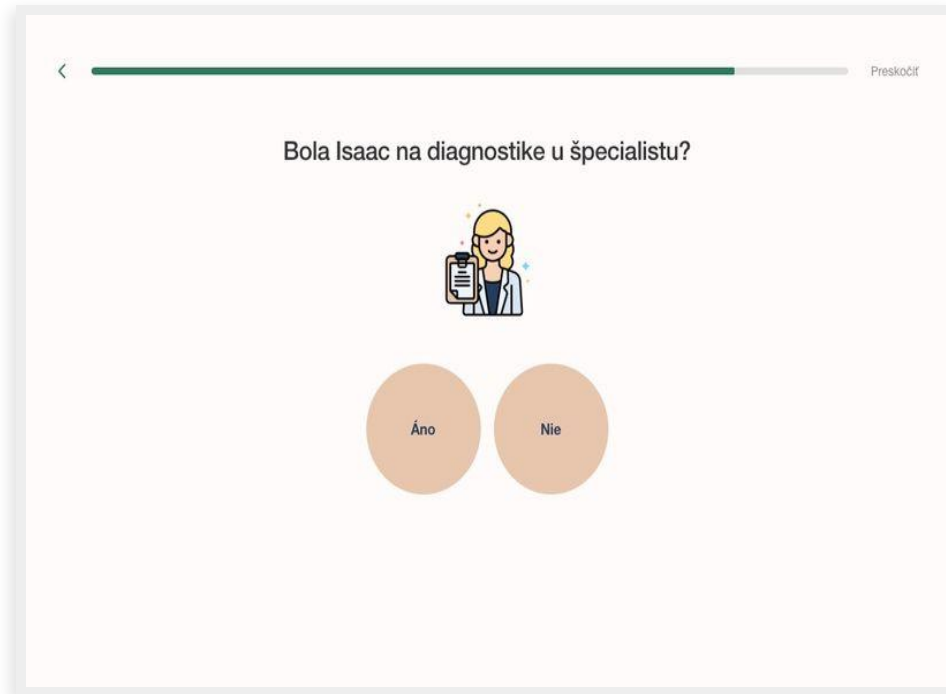 Preskočiť
Bola Isaac na diagnostike u špecialistu?
Áno
Nie